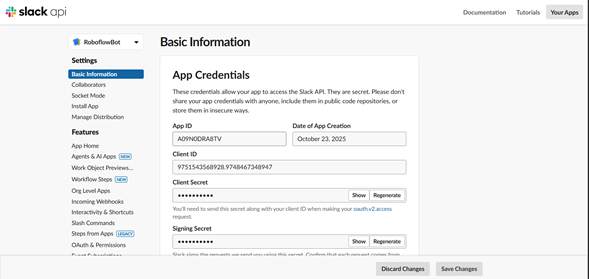 slack api
Documentation Tutorials Your Apps
RoboflowBot
Settings
Basic Information
Collaborators
Socket Mode
Install App
Manage Distribution
Features
App Home
Agents & AI Apps NEW
Work Object Previews...
Workflow Steps NEW
Org Level Apps
Incoming Webhooks
Interactivity & Shortcuts
Slash Commands
Steps from Apps LEGACY
OAuth & Permissions
Event Subscriptions
Basic Information
App Credentials
These credentials allow your app to access the Slack API. They are secret. Please don't
share your app credentials with anyone, include them in public code repositories, or
store them in insecure ways.
App ID Date of App Creation
A09N0DRA8TV October 23, 2025
Client ID
9751543568928.9748467348947
Client Secret
•••••••••• Show Regenerate
You'll need to send this secret along with your client ID when making your oauth.v2.access
request.
Signing Secret
•••••••••• Show Regenerate
Slack signs the requests we send you using this secret. Confirm that each request comes from
Discard Changes Save Changes